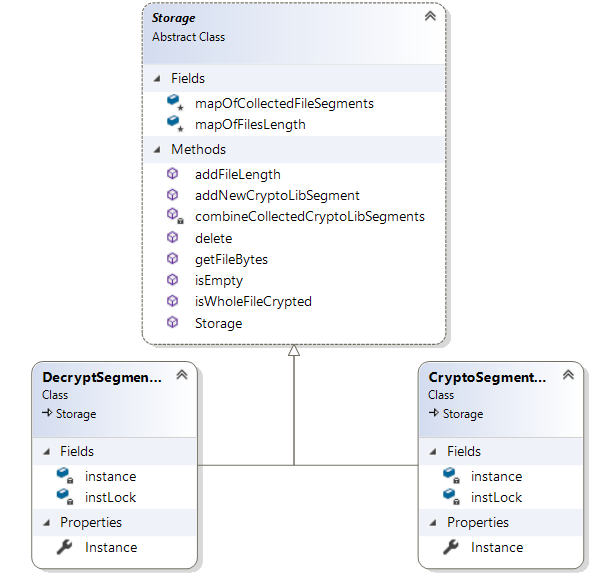 Storage
Abstract Class
Fields
mapOfCollectedFileSegments
mapOfFilesLength
Methods
addFileLength
addNewCryptoLibSegment
combineCollectedCryptoLibSegments
delete
getFileBytes
isEmpty
isWholeFileCrypted
Storage
DecryptSegmen...
Class
Storage
Fields
instance
instLock
Properties
Instance
CryptoSegment...
Class
Storage
Fields
instance
instLock
Properties
Instance